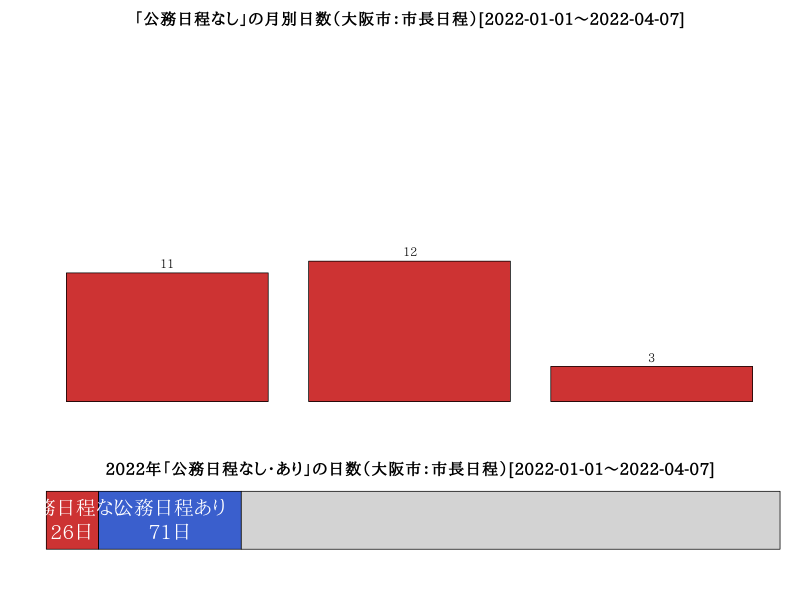 「公務日程なし」の月別日数(大阪市:市長日程)[2022-01-01～2022-04-07]
11
12
3
2022年「公務日程なし・あり」の日数(大阪市:市長日程)[2022-01-01～2022-04-07]
務日程な 公務日程あり
26日 71日